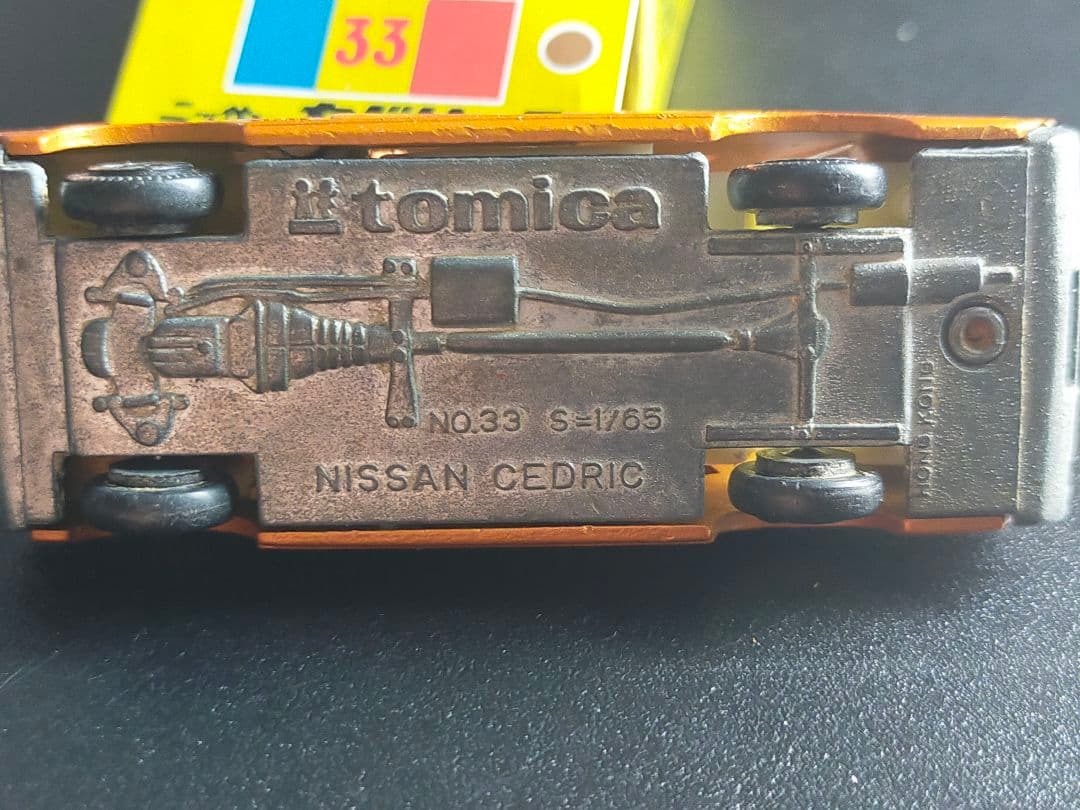 33
tomica
NO.33 S=1/65
NISSAN CEDRIC
HONG KONG